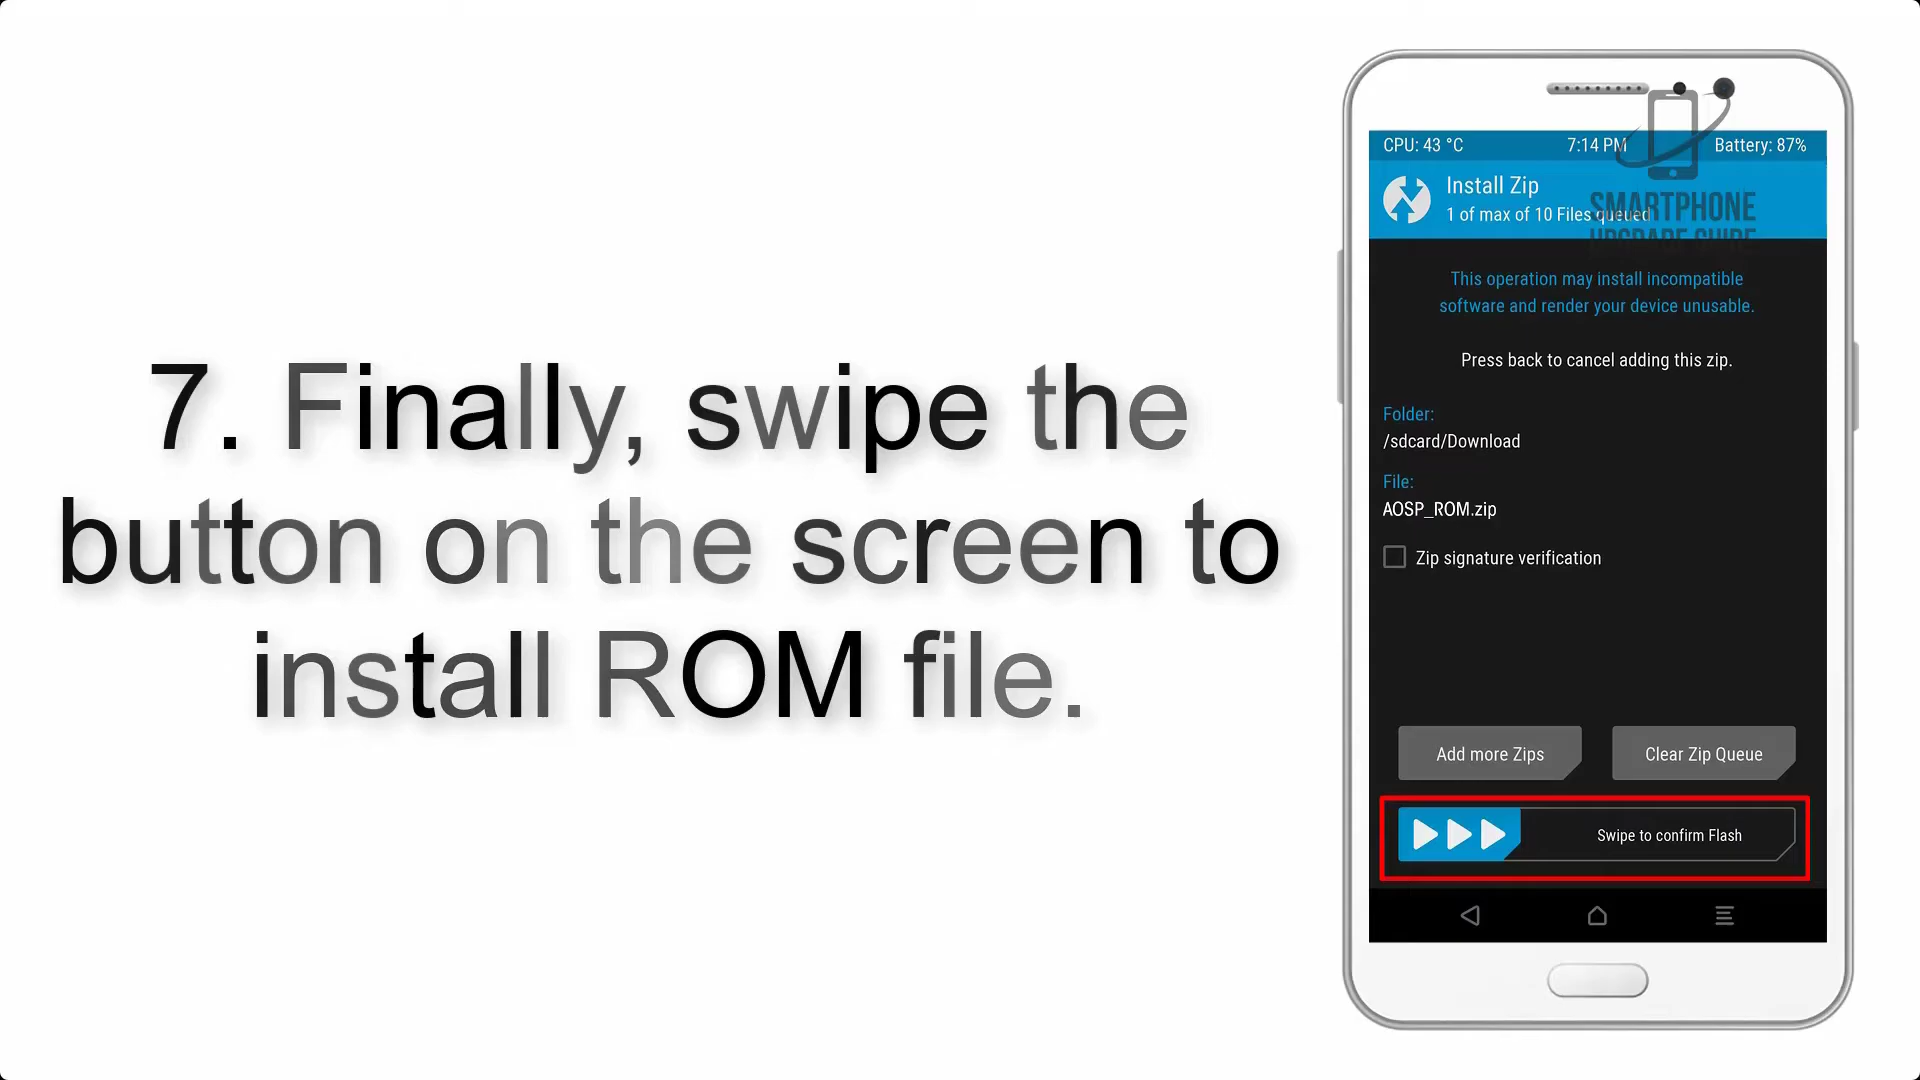 7. Finally, swipe the
button on the screen to
install ROM file.
CPU: 43 °C 7:14 PM Battery: 87%
Install Zip
1 of max of 10 Files queued
SMARTPHONE
UPGRADE GUIDE
This operation may install incompatible
software and render your device unusable.
Press back to cancel adding this zip.
Folder:
/sdcard/Download
File:
AOSP_ROM.zip
Zip signature verification
Add more Zips Clear Zip Queue
Swipe to confirm Flash